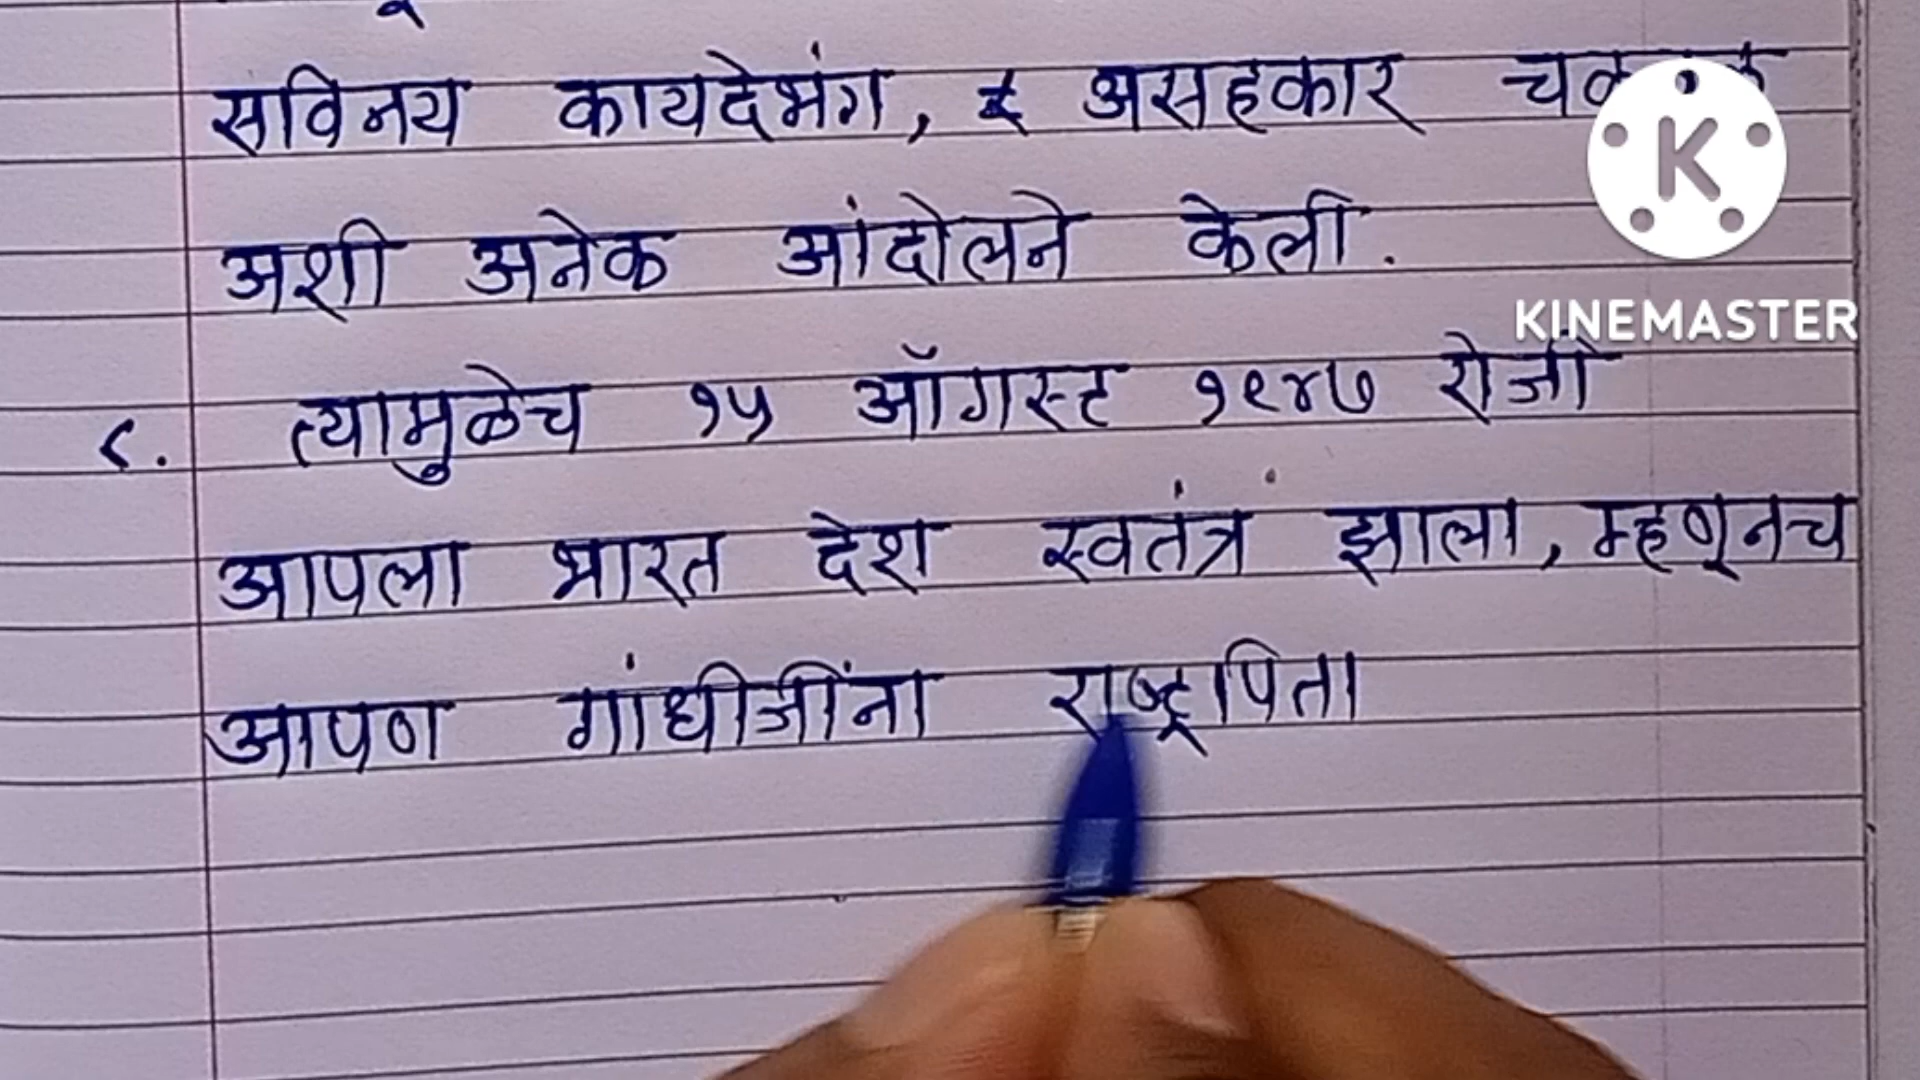 सविनय कायदेभंग, असहकार
अशी अनेक आंदोलने केली.
KINEMASTER
८. त्यामुळेच १५ ऑगस्ट १९४७ रोजी
आपला भारत देश स्वतंत्र झाला, म्हणूनच
आपण गांधीजींना राष्ट्रपिता